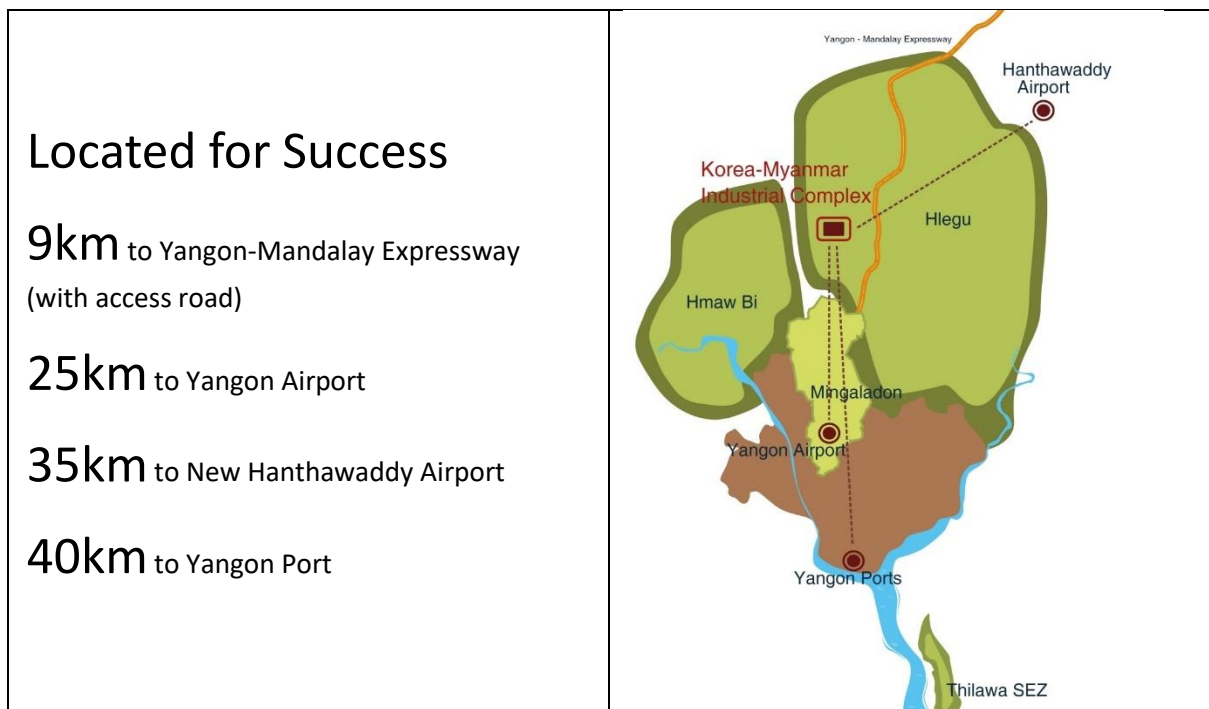 Located for Success
9km to Yangon-Mandalay Expressway
(with access road)
25km to Yangon Airport
35km to New Hanthawaddy Airport
40km to Yangon Port
Yangon - Mandalay Expressway
Hanthawaddy
Airport
Korea-Myanmar
Industrial Complex
Hlegu
Hmaw Bi
Mingaladon
Yangon Airport
Yangon Ports
Thilawa SEZ